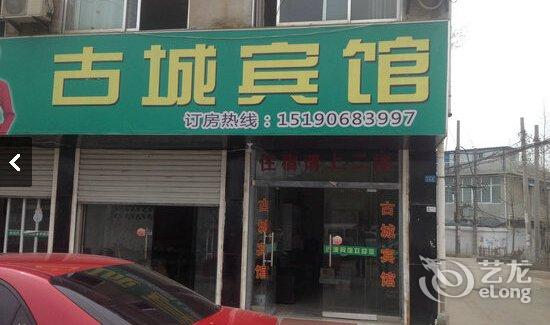 古城宾馆
订房热线：15190683997
住宿请上二楼
古城宾馆
古城宾馆
艺龙
eLong